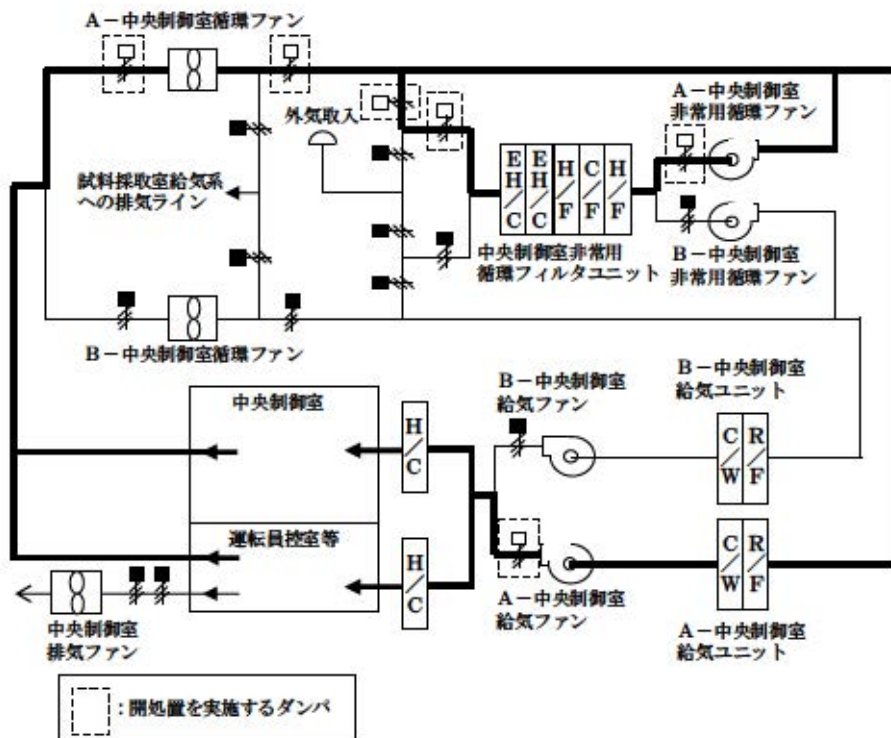 A－中央制御室循環ファン
外気取入
A－中央制御室
非常用循環ファン
試料採取室給気系
への排気ライン
E
H
／
C
E
H
／
C
H
／
F
C
／
F
H
／
F
中央制御室非常用
循環フィルタユニット
B－中央制御室
非常用循環ファン
B－中央制御室循環ファン
中央制御室
H
／
C
B－中央制御室
給気ファン
B－中央制御室
給気ユニット
C
／
W
R
／
F
運転員控室等
H
／
C
C
／
W
R
／
F
中央制御室
排気ファン
A－中央制御室
給気ファン
A－中央制御室
給気ユニット
：開処置を実施するダンパ